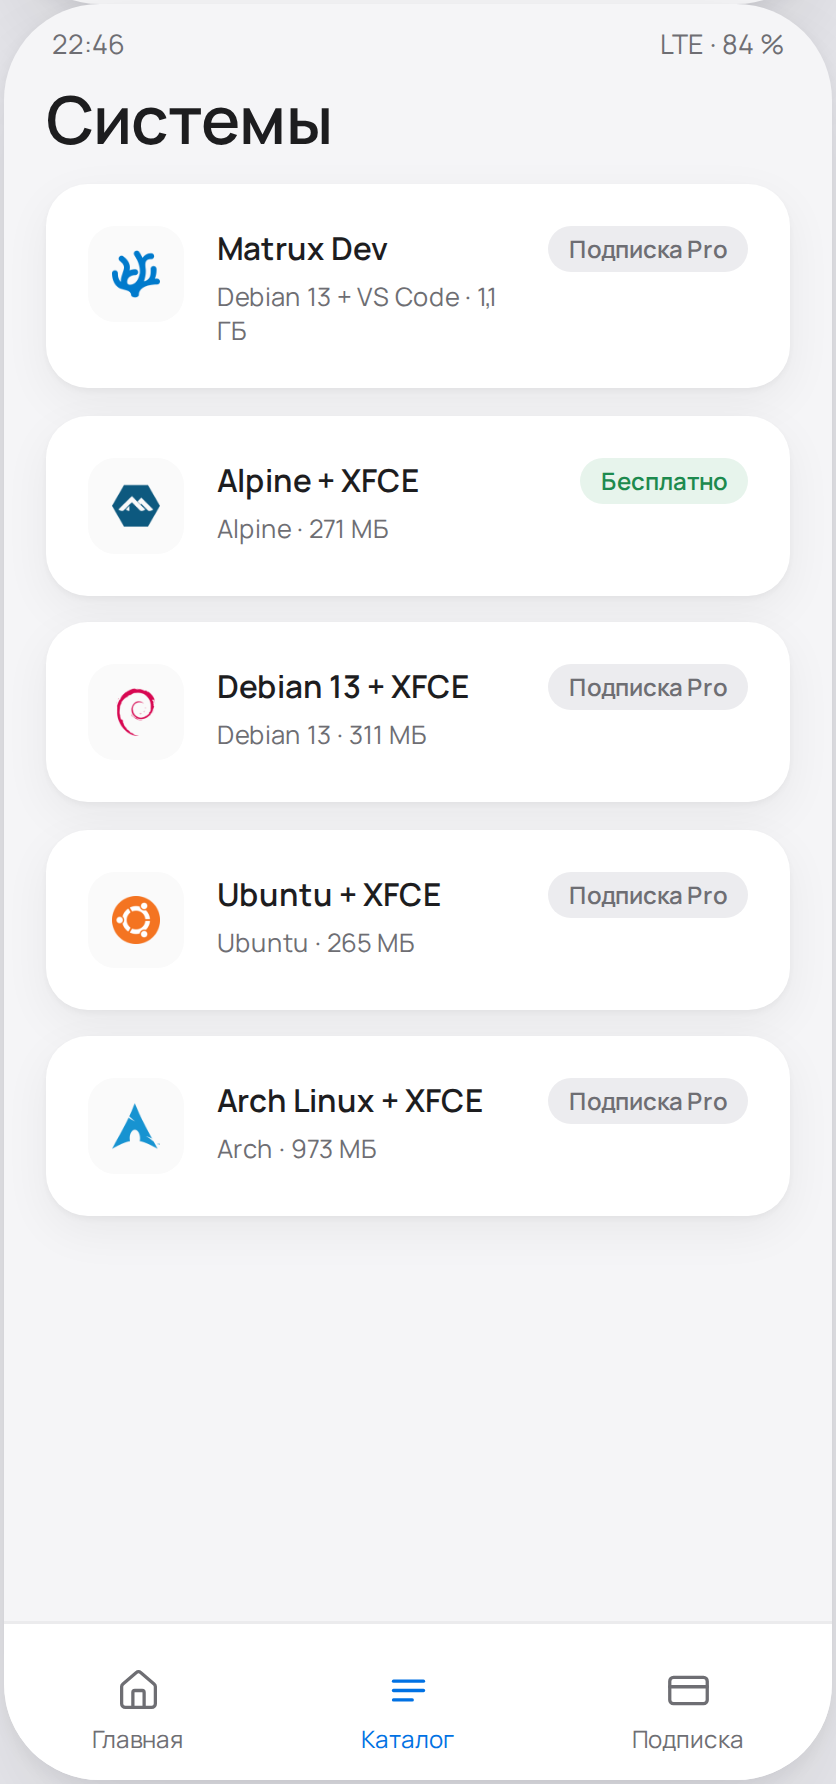 22:46 LTE · 84 %
Системы
Matrux Dev Подписка Pro
Debian 13 + VS Code · 1,1
ГБ
Alpine + XFCE Бесплатно
Alpine · 271 МБ
Debian 13 + XFCE Подписка Pro
Debian 13 · 311 МБ
Ubuntu + XFCE Подписка Pro
Ubuntu · 265 МБ
Arch Linux + XFCE Подписка Pro
Arch · 973 МБ
Главная Каталог Подписка